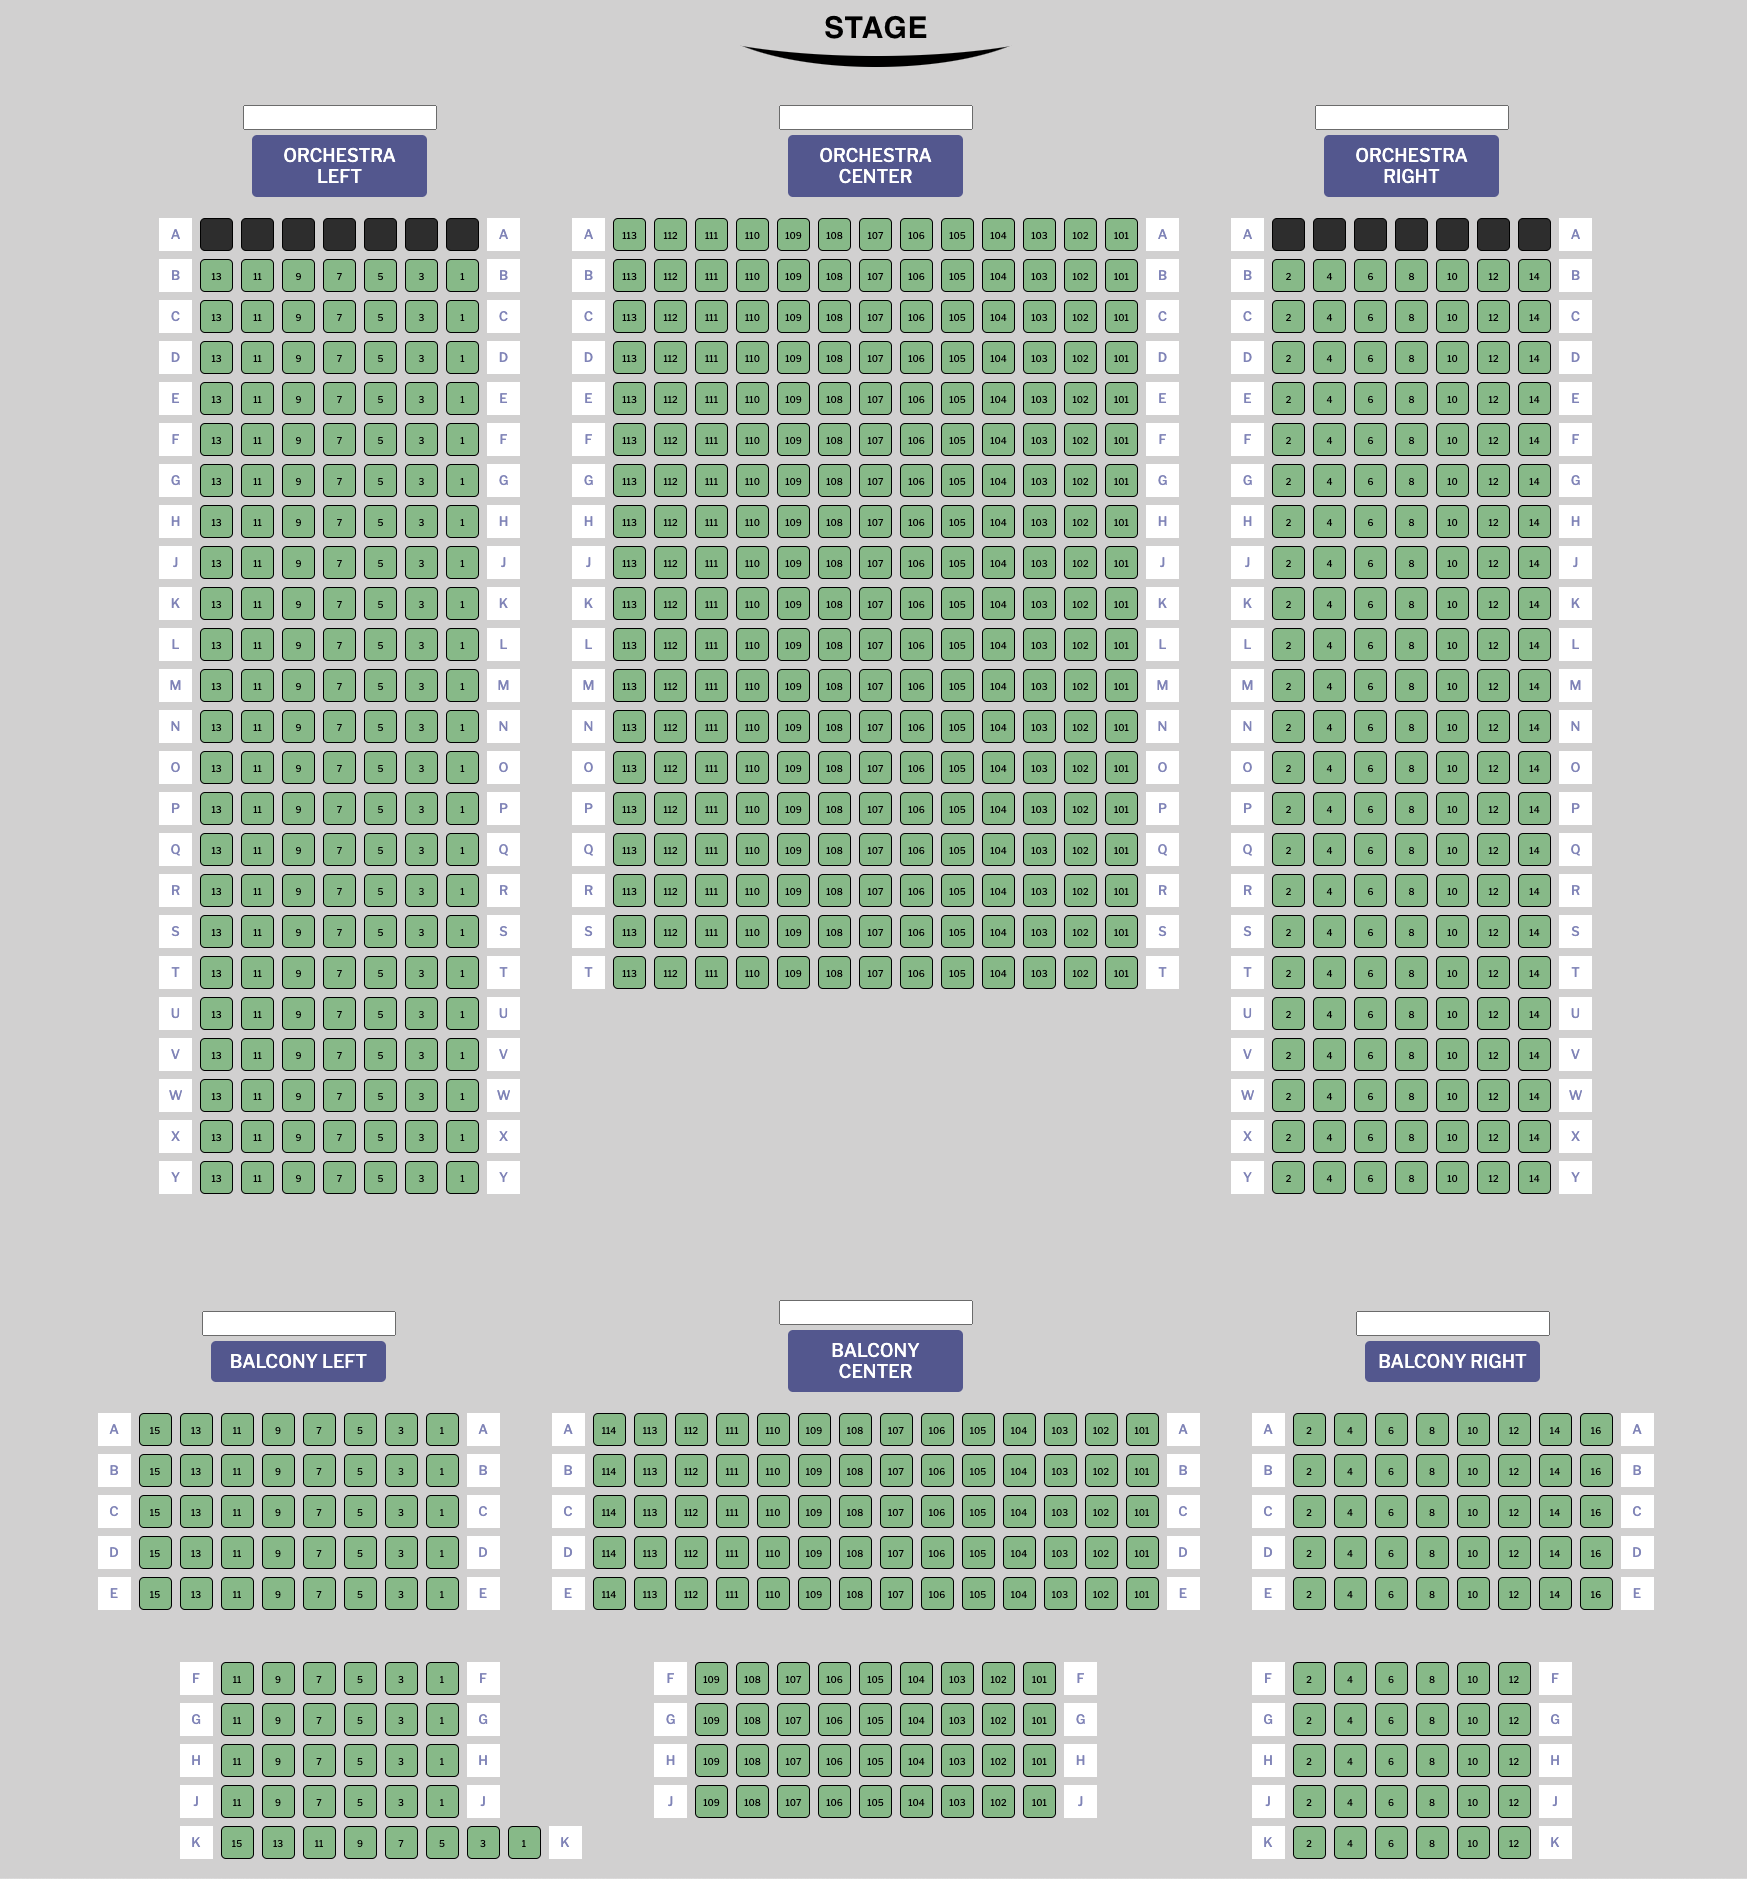 STAGE
ORCHESTRA LEFT
ORCHESTRA CENTER
ORCHESTRA RIGHT
A A A 113 112 111 110 109 108 107 106 105 104 103 102 101 A A A
B 13 11 9 7 5 3 1 B B 113 112 111 110 109 108 107 106 105 104 103 102 101 B B 2 4 6 8 10 12 14 B
C 13 11 9 7 5 3 1 C C 113 112 111 110 109 108 107 106 105 104 103 102 101 C C 2 4 6 8 10 12 14 C
D 13 11 9 7 5 3 1 D D 113 112 111 110 109 108 107 106 105 104 103 102 101 D D 2 4 6 8 10 12 14 D
E 13 11 9 7 5 3 1 E E 113 112 111 110 109 108 107 106 105 104 103 102 101 E E 2 4 6 8 10 12 14 E
F 13 11 9 7 5 3 1 F F 113 112 111 110 109 108 107 106 105 104 103 102 101 F F 2 4 6 8 10 12 14 F
G 13 11 9 7 5 3 1 G G 113 112 111 110 109 108 107 106 105 104 103 102 101 G G 2 4 6 8 10 12 14 G
H 13 11 9 7 5 3 1 H H 113 112 111 110 109 108 107 106 105 104 103 102 101 H H 2 4 6 8 10 12 14 H
J 13 11 9 7 5 3 1 J J 113 112 111 110 109 108 107 106 105 104 103 102 101 J J 2 4 6 8 10 12 14 J
K 13 11 9 7 5 3 1 K K 113 112 111 110 109 108 107 106 105 104 103 102 101 K K 2 4 6 8 10 12 14 K
L 13 11 9 7 5 3 1 L L 113 112 111 110 109 108 107 106 105 104 103 102 101 L L 2 4 6 8 10 12 14 L
M 13 11 9 7 5 3 1 M M 113 112 111 110 109 108 107 106 105 104 103 102 101 M M 2 4 6 8 10 12 14 M
N 13 11 9 7 5 3 1 N N 113 112 111 110 109 108 107 106 105 104 103 102 101 N N 2 4 6 8 10 12 14 N
O 13 11 9 7 5 3 1 O O 113 112 111 110 109 108 107 106 105 104 103 102 101 O O 2 4 6 8 10 12 14 O
P 13 11 9 7 5 3 1 P P 113 112 111 110 109 108 107 106 105 104 103 102 101 P P 2 4 6 8 10 12 14 P
Q 13 11 9 7 5 3 1 Q Q 113 112 111 110 109 108 107 106 105 104 103 102 101 Q Q 2 4 6 8 10 12 14 Q
R 13 11 9 7 5 3 1 R R 113 112 111 110 109 108 107 106 105 104 103 102 101 R R 2 4 6 8 10 12 14 R
S 13 11 9 7 5 3 1 S S 113 112 111 110 109 108 107 106 105 104 103 102 101 S S 2 4 6 8 10 12 14 S
T 13 11 9 7 5 3 1 T T 113 112 111 110 109 108 107 106 105 104 103 102 101 T T 2 4 6 8 10 12 14 T
U 13 11 9 7 5 3 1 U U 2 4 6 8 10 12 14 U
V 13 11 9 7 5 3 1 V V 2 4 6 8 10 12 14 V
W 13 11 9 7 5 3 1 W W 2 4 6 8 10 12 14 W
X 13 11 9 7 5 3 1 X X 2 4 6 8 10 12 14 X
Y 13 11 9 7 5 3 1 Y Y 2 4 6 8 10 12 14 Y
BALCONY LEFT
BALCONY CENTER
BALCONY RIGHT
A 15 13 11 9 7 5 3 1 A A 114 113 112 111 110 109 108 107 106 105 104 103 102 101 A A 2 4 6 8 10 12 14 16 A
B 15 13 11 9 7 5 3 1 B B 114 113 112 111 110 109 108 107 106 105 104 103 102 101 B B 2 4 6 8 10 12 14 16 B
C 15 13 11 9 7 5 3 1 C C 114 113 112 111 110 109 108 107 106 105 104 103 102 101 C C 2 4 6 8 10 12 14 16 C
D 15 13 11 9 7 5 3 1 D D 114 113 112 111 110 109 108 107 106 105 104 103 102 101 D D 2 4 6 8 10 12 14 16 D
E 15 13 11 9 7 5 3 1 E E 114 113 112 111 110 109 108 107 106 105 104 103 102 101 E E 2 4 6 8 10 12 14 16 E
F 11 9 7 5 3 1 F F 109 108 107 106 105 104 103 102 101 F F 2 4 6 8 10 12 F
G 11 9 7 5 3 1 G G 109 108 107 106 105 104 103 102 101 G G 2 4 6 8 10 12 G
H 11 9 7 5 3 1 H H 109 108 107 106 105 104 103 102 101 H H 2 4 6 8 10 12 H
J 11 9 7 5 3 1 J J 109 108 107 106 105 104 103 102 101 J J 2 4 6 8 10 12 J
K 15 13 11 9 7 5 3 1 K K 2 4 6 8 10 12 K